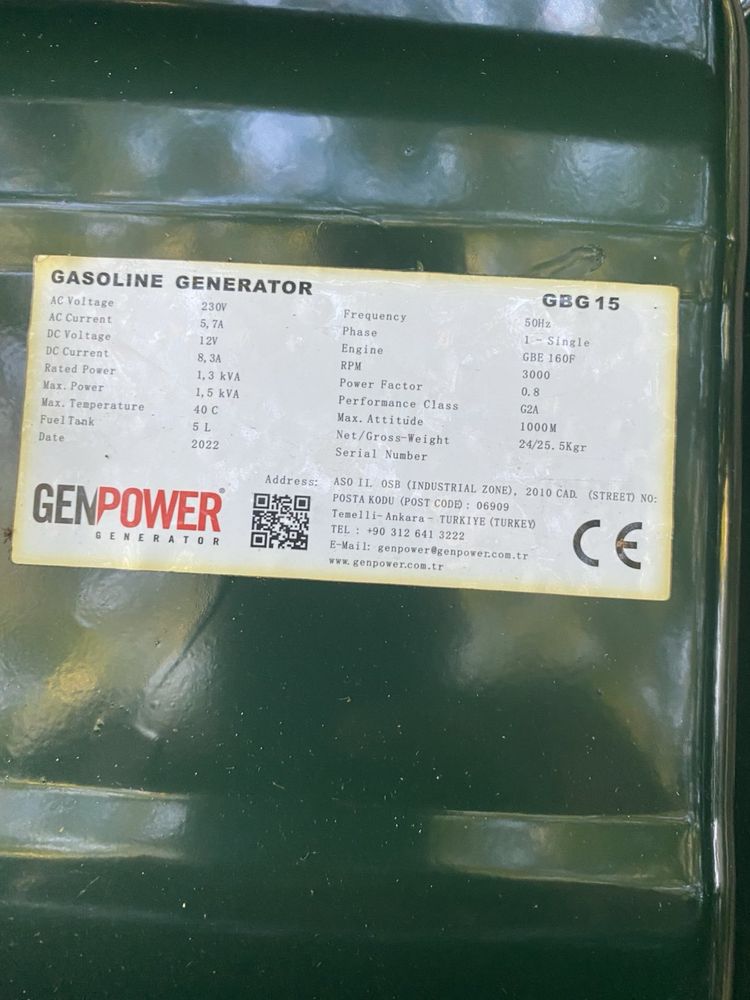 GASOLINE GENERATOR GBG15
AC Voltage 230V
AC Current 5,7A
DC Voltage 12V
DC Current 8,3A
Rated Power 1,3 kVA
Max. Power 1,5 kVA
Max. Temperature 40 C
Fuel Tank 5 L
Date 2022
Frequency 50Hz
Phase 1 - Single
Engine GBE 160F
RPM 3000
Power Factor 0.8
Performance Class G2A
Max. Attitude 1000M
Net/Gross-Weight 24/25.5Kgr
Serial Number
GENPOWER®
GENERATOR
Address: ASO II. OSB (INDUSTRIAL ZONE), 2010 CAD. (STREET) NO:
POSTA KODU (POST CODE) : 06909
Temelli-Ankara - TURKIYE (TURKEY)
TEL : +90 312 641 3222
E-Mail: genpower@genpower.com.tr
www.genpower.com.tr
CE